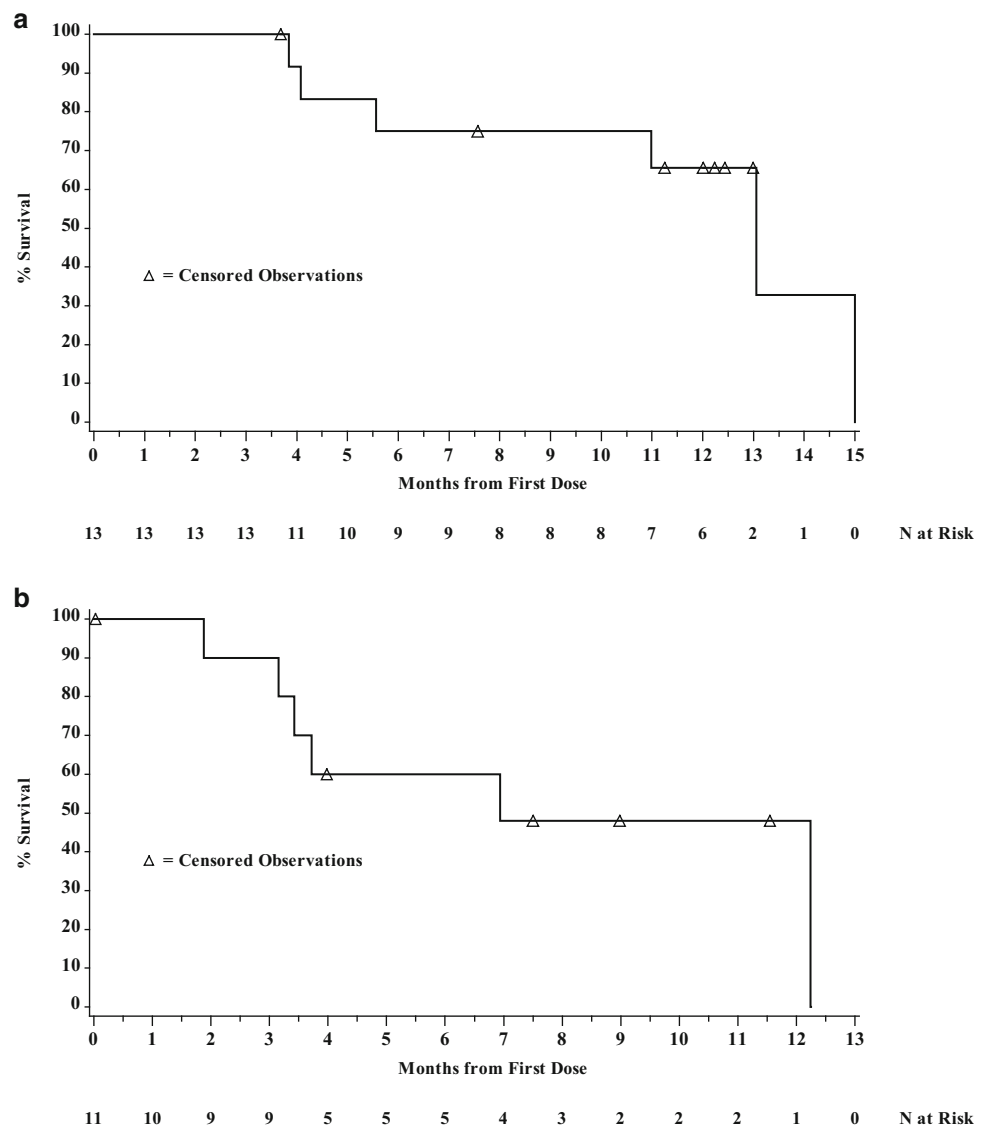 a
100
90
80
70
60
50
40
30
20
10
0
% Survival
△ = Censored Observations
0 1 2 3 4 5 6 7 8 9 10 11 12 13 14 15
Months from First Dose
13 13 13 13 11 10 9 9 8 8 8 7 6 2 1 0 N at Risk
b
100
90
80
70
60
50
40
30
20
10
0
% Survival
△ = Censored Observations
0 1 2 3 4 5 6 7 8 9 10 11 12 13
Months from First Dose
11 10 9 9 5 5 5 4 3 2 2 2 1 0 N at Risk